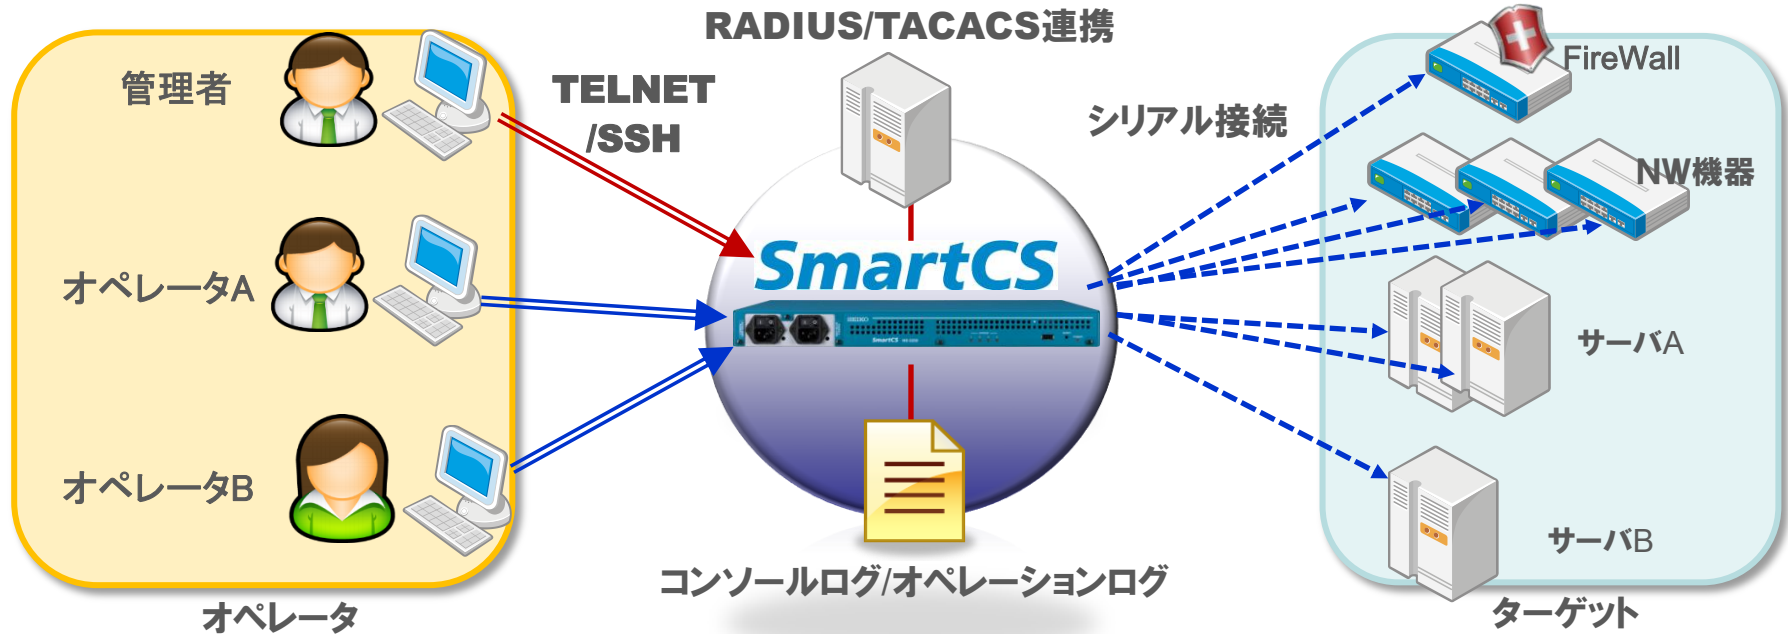 RADIUS/TACACS連携
管理者
TELNET
/SSH
シリアル接続
FireWall
NW機器
オペレータA
SmartCS
SEIKO
SmartCS
サーバA
オペレータB
サーバB
コンソールログ/オペレーションログ
オペレータ
ターゲット